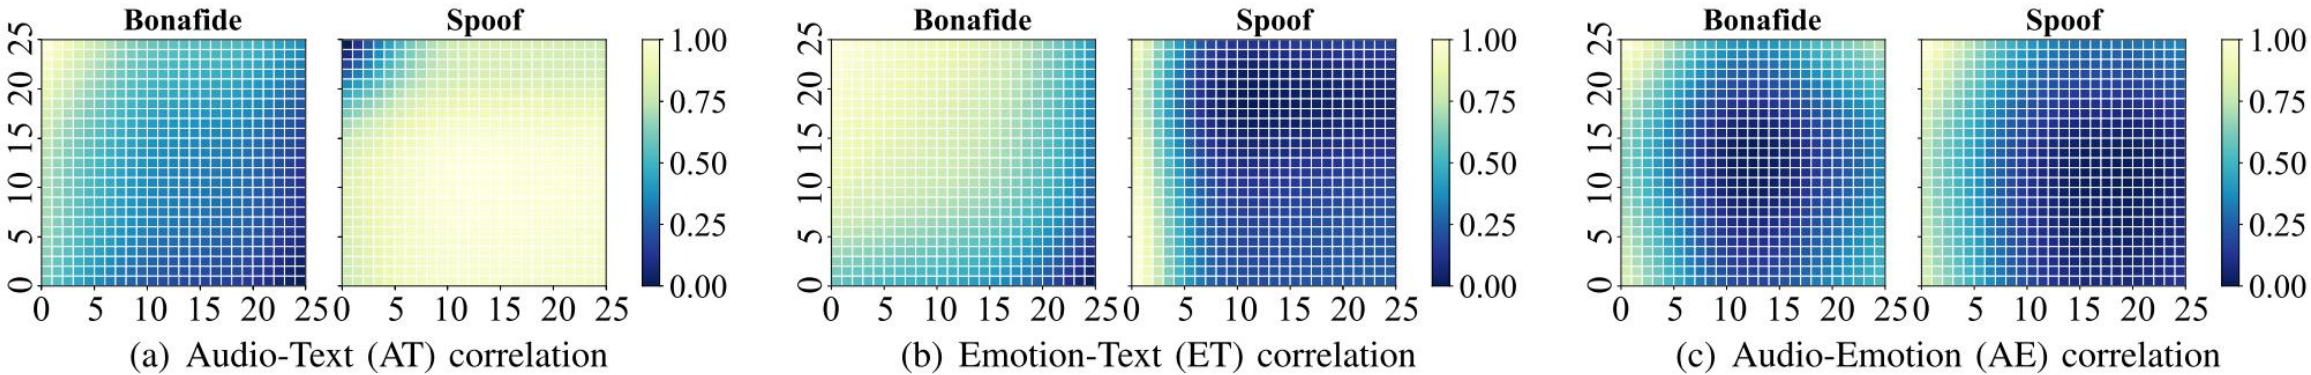 Bonafide Spoof Bonafide Spoof Bonafide Spoof
25 1.00 25 1.00 25 1.00
20 0.75 20 0.75 20 0.75
15 15 15
0.50 0.50 0.50
10 10 10
0.25 0.25 0.25
5 5 5
0 0.00 0 0.00 0 0.00
0 5 10 15 20 25 0 5 10 15 20 25 0 5 10 15 20 25 0 5 10 15 20 25 0 5 10 15 20 25 0 5 10 15 20 25
(a) Audio-Text (AT) correlation (b) Emotion-Text (ET) correlation (c) Audio-Emotion (AE) correlation